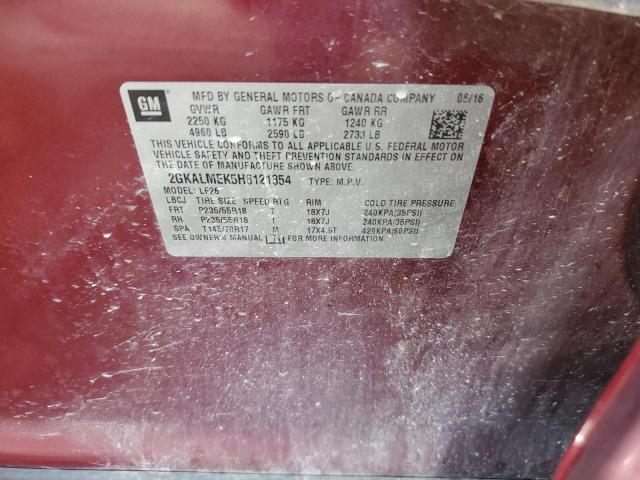 GM
MFD BY GENERAL MOTORS OF CANADA COMPANY 06/16
GVWR GAWR FRT GAWR RR
2250 KG 1175 KG 1240 KG
4960 LB 2590 LB 2733 LB
THIS VEHICLE CONFORMS TO ALL APPLICABLE U.S. FEDERAL MOTOR
VEHICLE SAFETY AND THEFT PREVENTION STANDARDS IN EFFECT ON
THE DATE OF MANUFACTURE SHOWN ABOVE.
2GKALMEK5H6121354 TYPE: M.P.V.
MODEL: LF26
LBCJ TIRE SIZE SPEED RTG RIM COLD TIRE PRESSURE
FRT P235/55R18 T 18X7J 240KPA(35PSI)
RR P235/55R18 T 18X7J 240KPA(35PSI)
SPA T145/70R17 M 17X4.5T 420KPA(60PSI)
SEE OWNER'S MANUAL FOR ADDITIONAL INFORMATION.